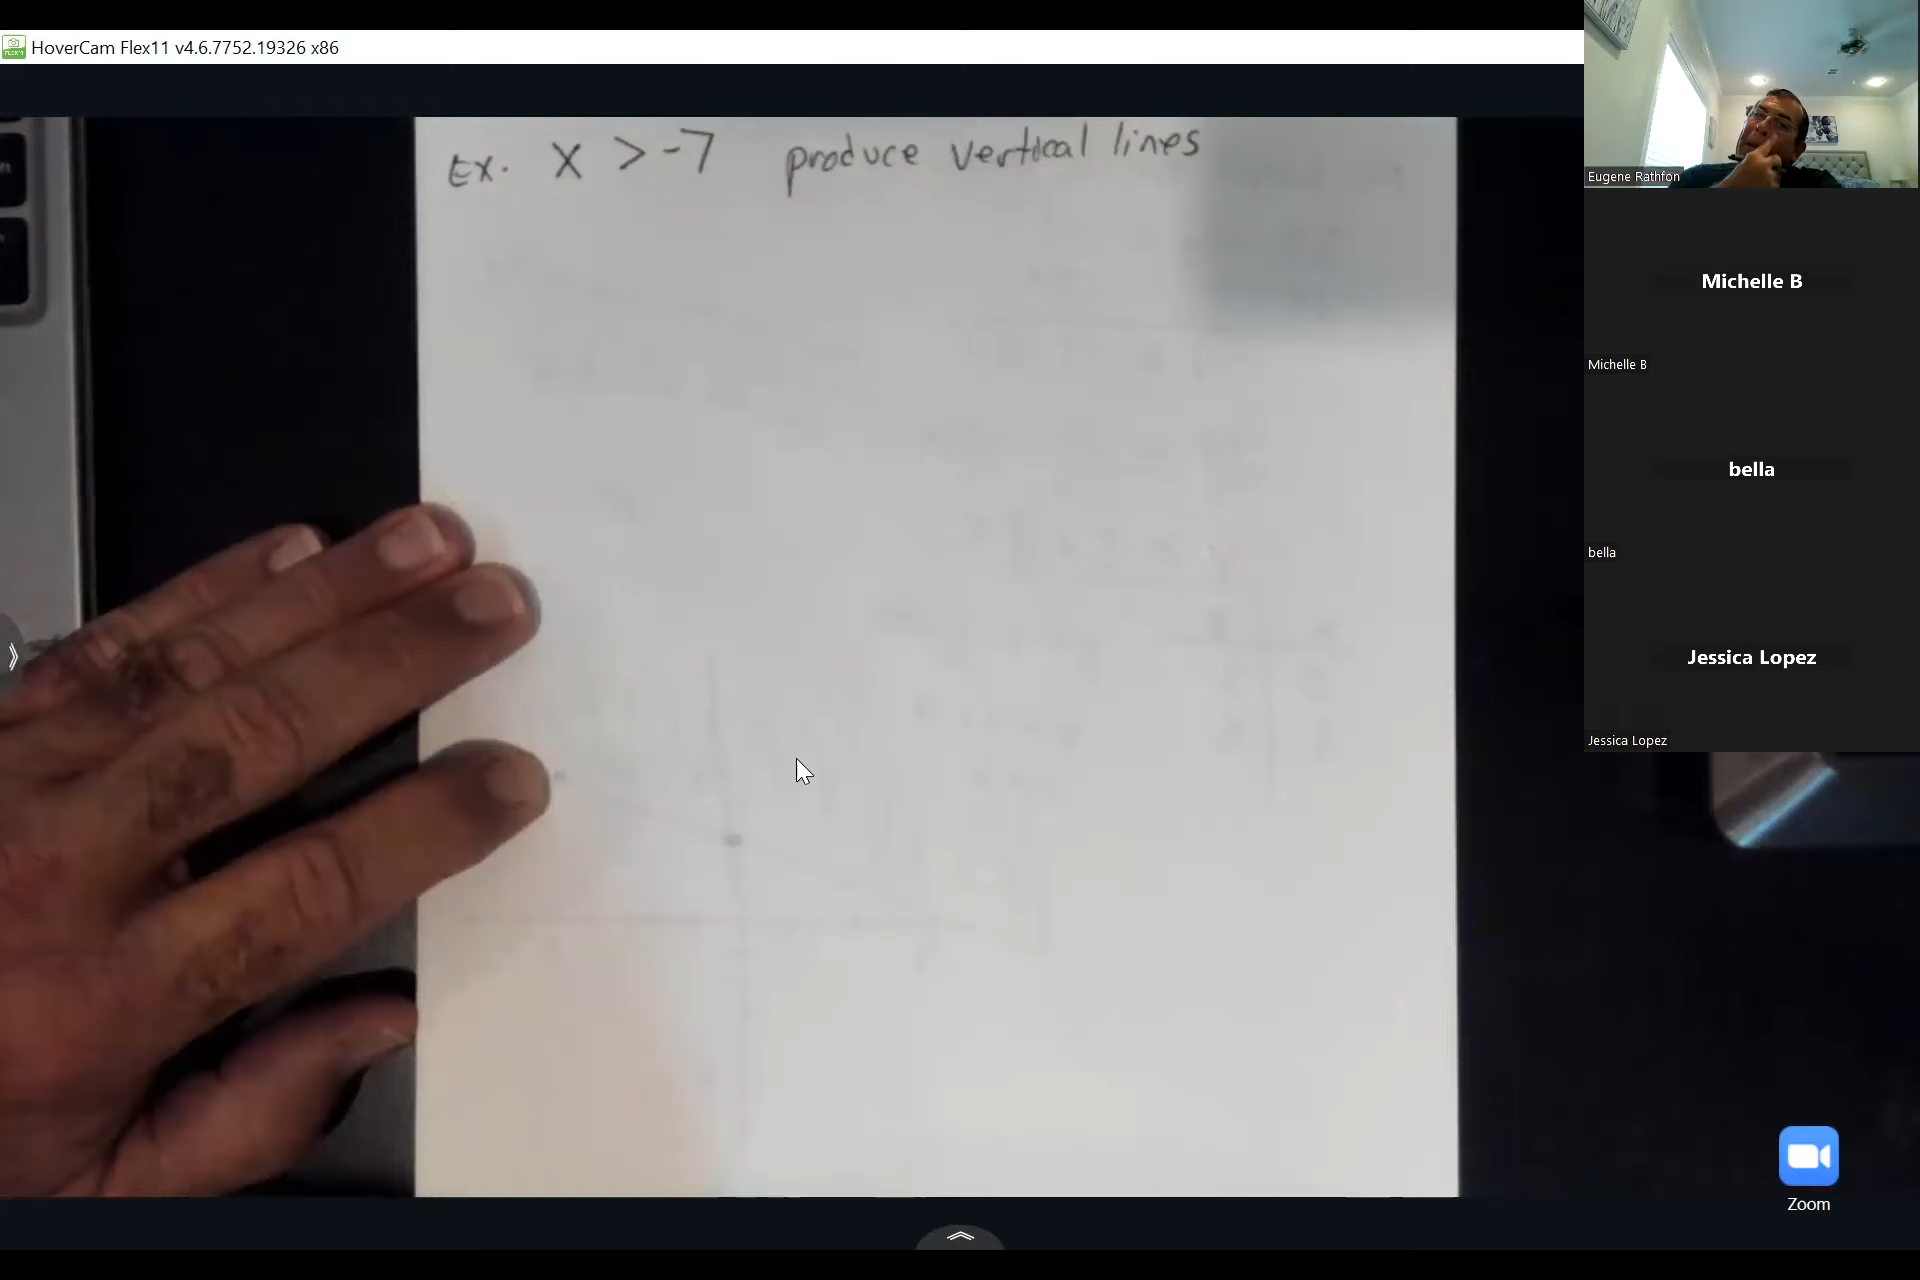 HoverCam Flex11 v4.6.7752.19326 x86
Ex. x > -7 produce vertical lines
Eugene Rathfon
Michelle B
Michelle B
bella
bella
Jessica Lopez
Jessica Lopez
Zoom